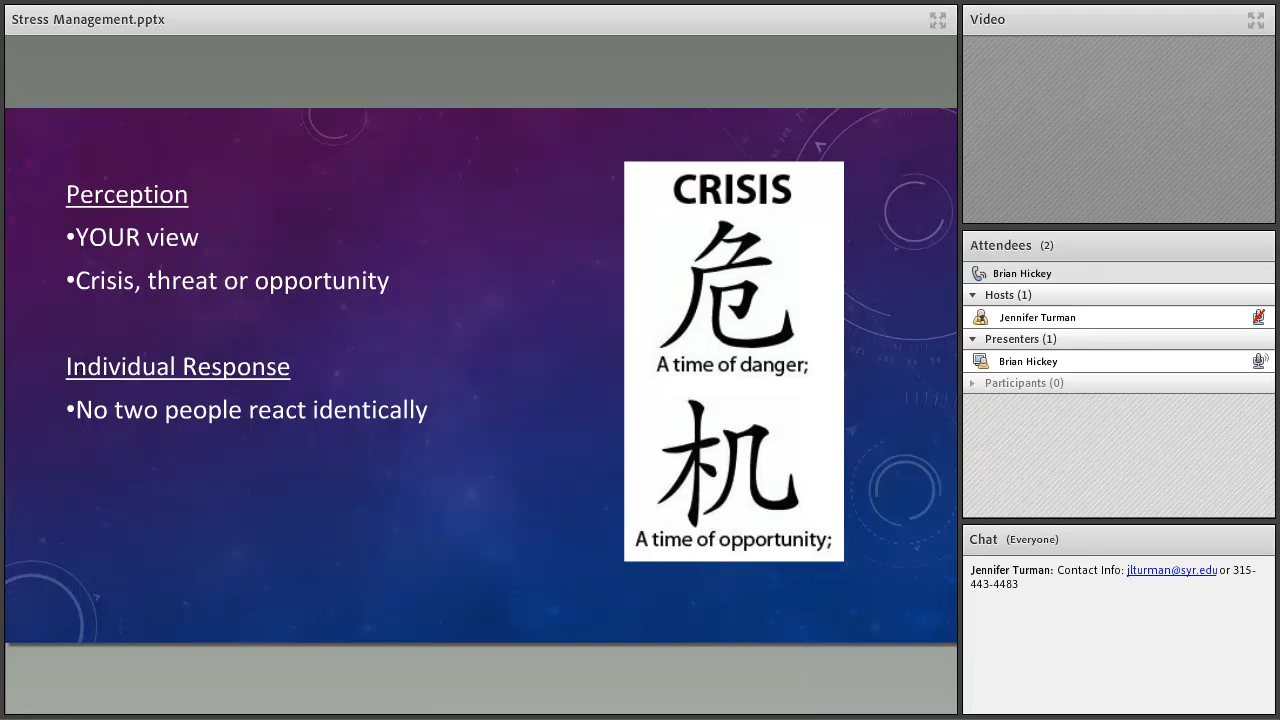 Stress Management.pptx
Perception
•YOUR view
•Crisis, threat or opportunity
Individual Response
•No two people react identically
CRISIS
危
A time of danger;
机
A time of opportunity;
Video
Attendees (2)
Brian Hickey
Hosts (1)
Jennifer Turman
Presenters (1)
Brian Hickey
Participants (0)
Chat (Everyone)
Jennifer Turman: Contact Info: jlturman@syr.edu or 315-
443-4483